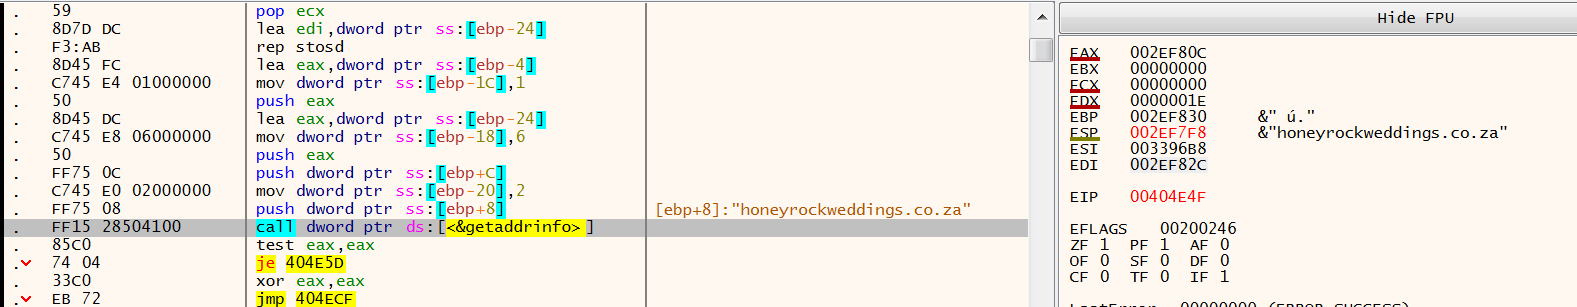 . 59 pop ecx
. 8D7D DC lea edi,dword ptr ss:[ebp-24]
. F3:AB rep stosd
. 8D45 FC lea eax,dword ptr ss:[ebp-4]
. C745 E4 01000000 mov dword ptr ss:[ebp-1C],1
. 50 push eax
. 8D45 DC lea eax,dword ptr ss:[ebp-24]
. C745 E8 06000000 mov dword ptr ss:[ebp-18],6
. 50 push eax
. FF75 0C push dword ptr ss:[ebp+C]
. C745 E0 02000000 mov dword ptr ss:[ebp-20],2
. FF75 08 push dword ptr ss:[ebp+8] [ebp+8]:"honeyrockweddings.co.za"
. FF15 28504100 call dword ptr ds:[<&getaddrinfo>]
. 85C0 test eax,eax
. 74 04 je 404E5D
. 33C0 xor eax,eax
. EB 72 jmp 404ECF
Hide FPU
EAX 002EF80C
EBX 00000000
ECX 00000000
EDX 0000001E
EBP 002EF830 &" ú."
ESP 002EF7F8 &"honeyrockweddings.co.za"
ESI 003396B8
EDI 002EF82C
EIP 00404E4F
EFLAGS 00200246
ZF 1 PF 1 AF 0
OF 0 SF 0 DF 0
CF 0 TF 0 IF 1
LastError 00000000 (ERROR_SUCCESS)